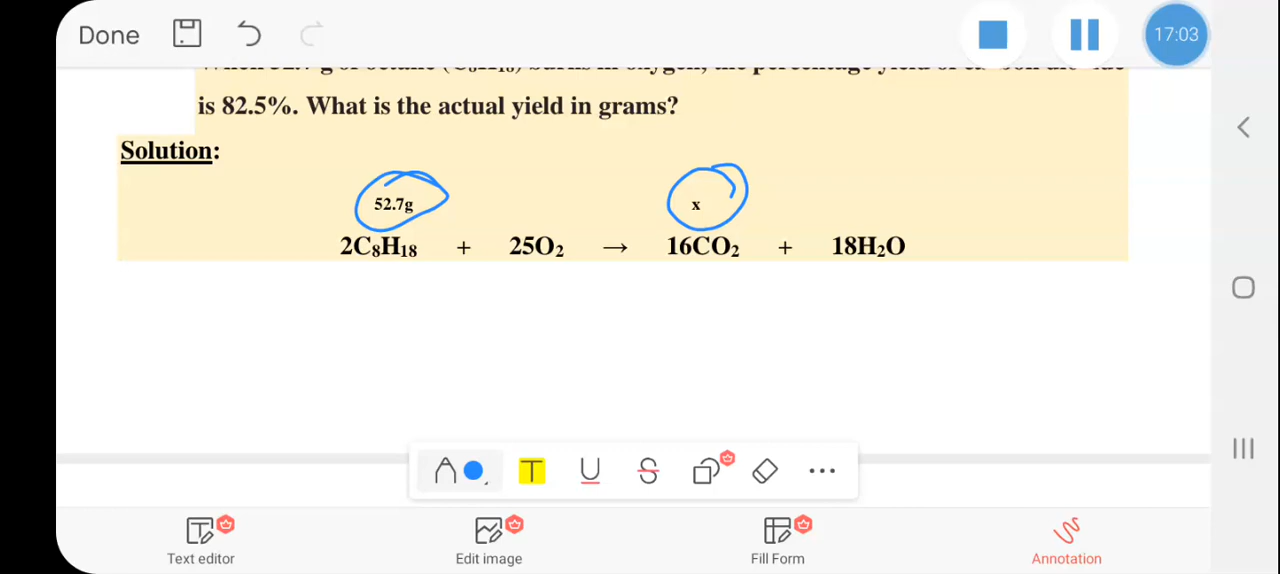 Done
17:03
is 82.5%. What is the actual yield in grams?
Solution:
52.7g x
2C₈H₁₈ + 25O₂ → 16CO₂ + 18H₂O
T U S
Text editor Edit image Fill Form Annotation